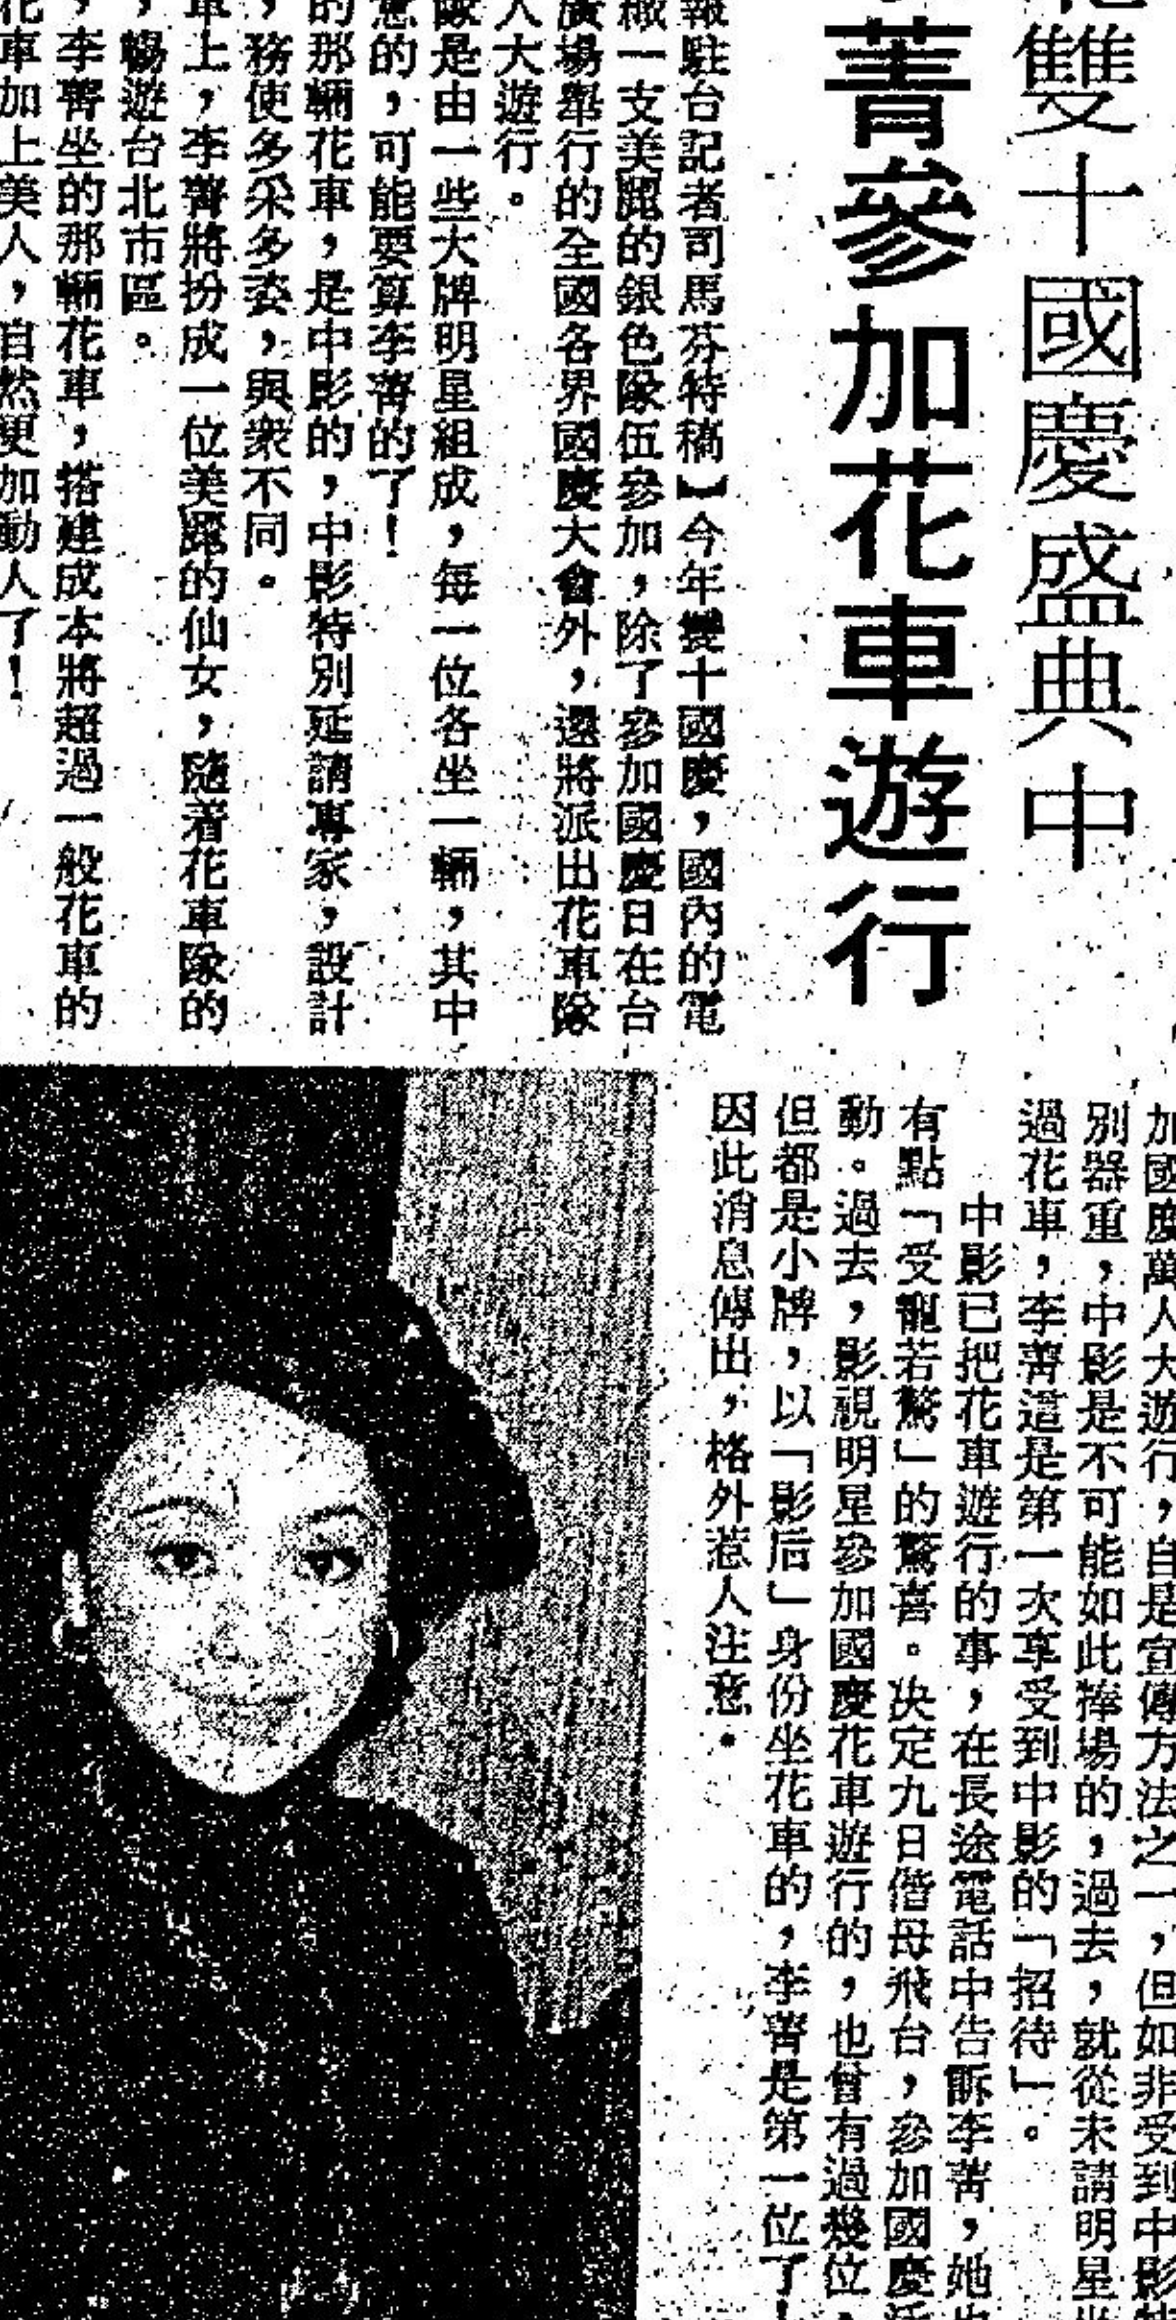 雙十國慶盛典中
菁參加花車遊行
報駐台記者司馬芬特稿】今年雙十國慶,國內的電
一支美麗的銀色隊伍參加,除了參加國慶日在台
廣場舉行的全國各界國慶大會外,還將派出花車隊
人大遊行。
隊是由一些大牌明星組成,每一位各坐一輛,其中
意的,可能要算李菁的了!
的那輛花車,是中影的,中影特別延請專家,設計
,務使多采多姿,與衆不同。
車上,李菁將扮成一位美麗的仙女,隨着花車隊的
,暢遊台北市區。
,李菁坐的那輛花車,搭建成本將超過一般花車的
花車加上美人,自然更加動人了!
加國慶萬人大遊行,自是宣傳方法之一,但如非受到中影
別器重,中影是不可能如此捧場的,過去,就從未請明星
過花車,李菁這是第一次享受到中影的「招待」。
中影已把花車遊行的事,在長途電話中告訴李菁,她
有點「受寵若驚」的驚喜。决定九日偕母飛台,參加國慶
動。過去,影視明星參加國慶花車遊行的,也曾有過幾位,
但都是小牌,以「影后」身份坐花車的,李菁是第一位了!
因此消息傳出,格外惹人注意。